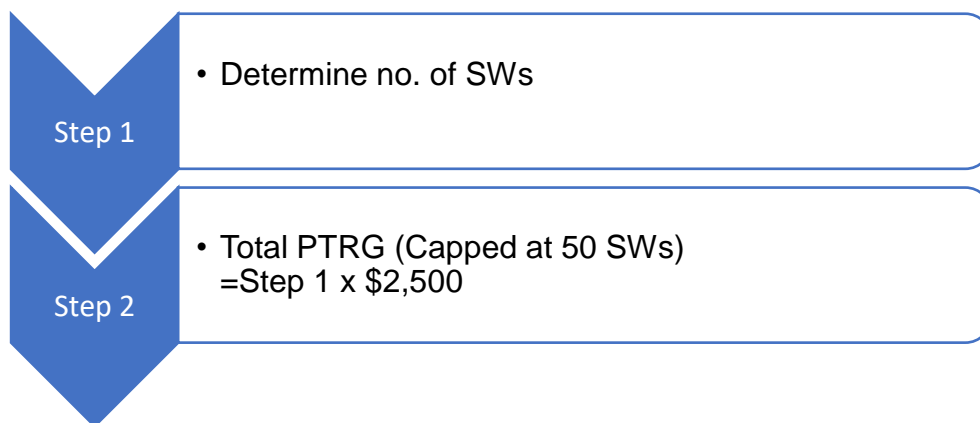 Step 1
• Determine no. of SWs
Step 2
• Total PTRG (Capped at 50 SWs)
=Step 1 x $2,500